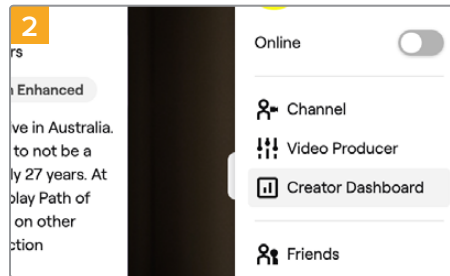 2
rs
Enhanced
ve in Australia.
to not be a
ly 27 years. At
play Path of
on other
ction
Online
Channel
Video Producer
Creator Dashboard
Friends